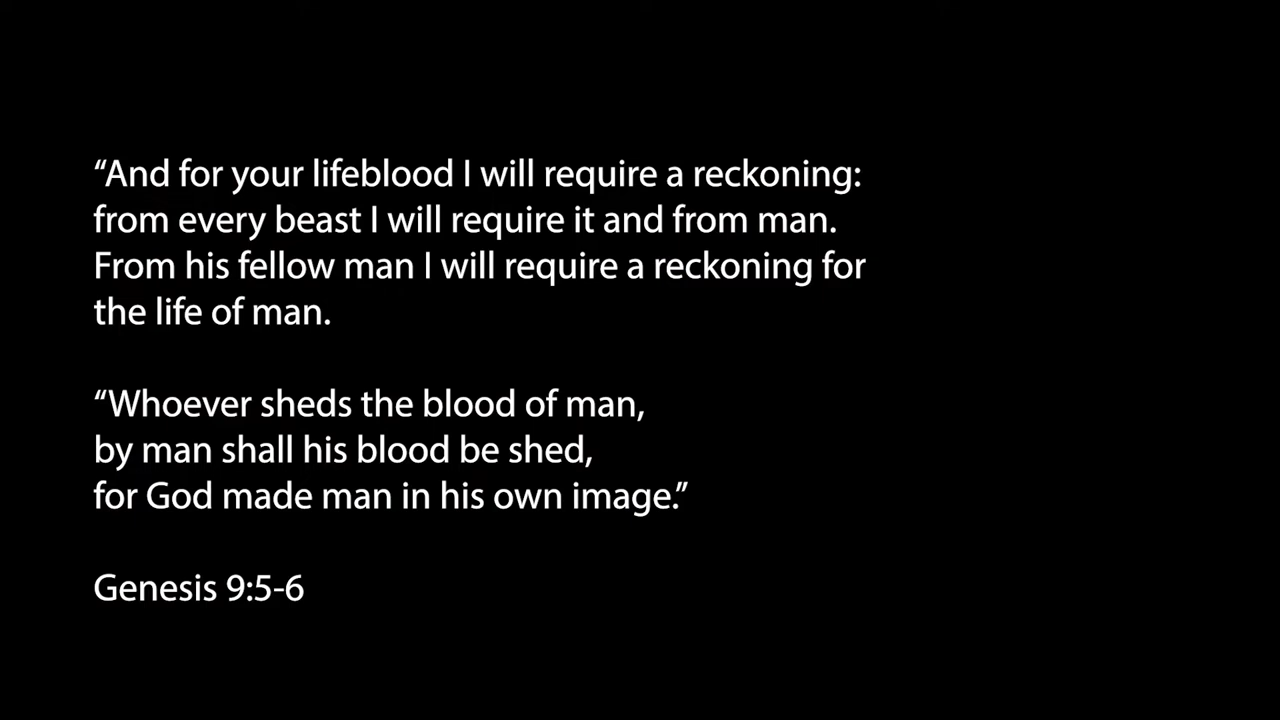 “And for your lifeblood I will require a reckoning:
from every beast I will require it and from man.
From his fellow man I will require a reckoning for
the life of man.
“Whoever sheds the blood of man,
by man shall his blood be shed,
for God made man in his own image.”
Genesis 9:5-6